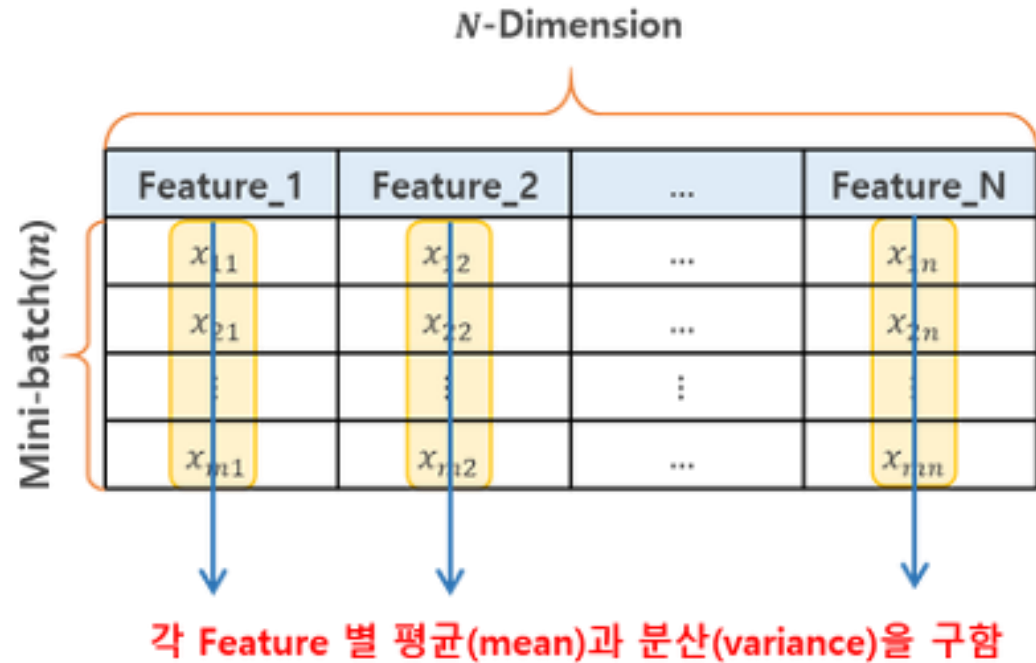 N-Dimension
Feature_1 Feature_2 ... Feature_N
Mini-batch(m)
x₁₁ x₁₂ ... x₁ₙ
x₂₁ x₂₂ ... x₂ₙ
⋮ ⋮ ⋮ ⋮
xₘ₁ xₘ₂ ... xₘₙ
각 Feature 별 평균(mean)과 분산(variance)을 구함